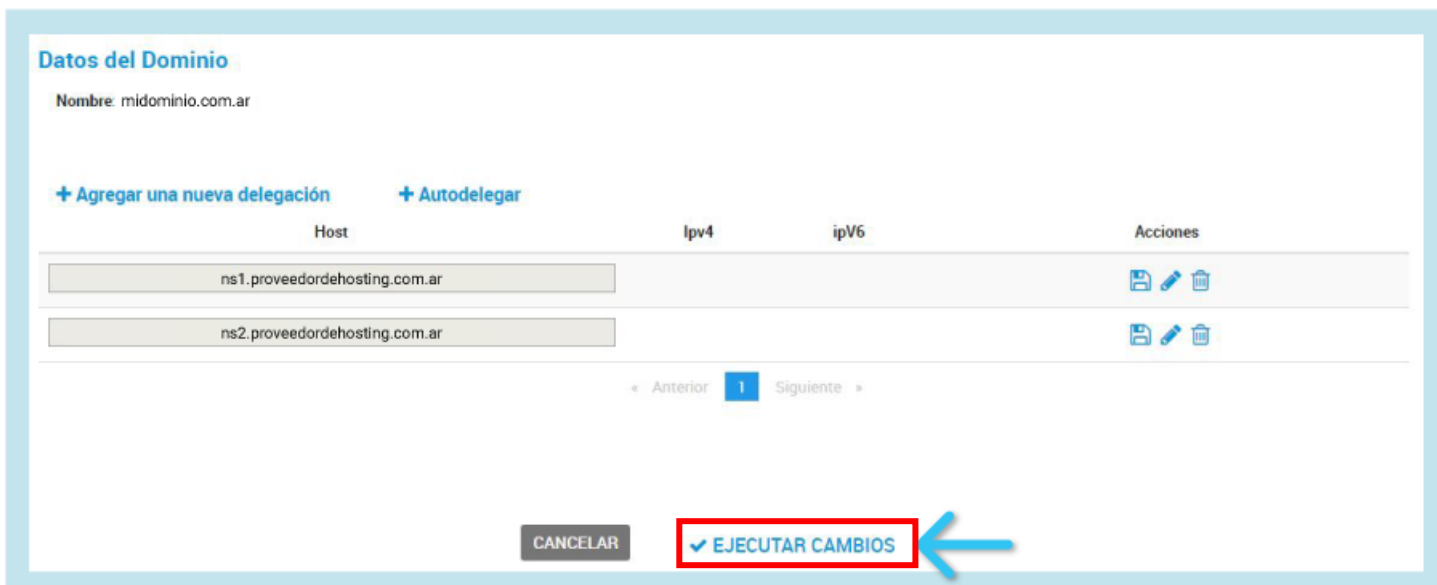 Datos del Dominio
Nombre: midominio.com.ar
+ Agregar una nueva delegación + Autodelegar
Host Ipv4 ipV6 Acciones
ns1.proveedordehosting.com.ar
ns2.proveedordehosting.com.ar
« Anterior 1 Siguiente »
CANCELAR EJECUTAR CAMBIOS